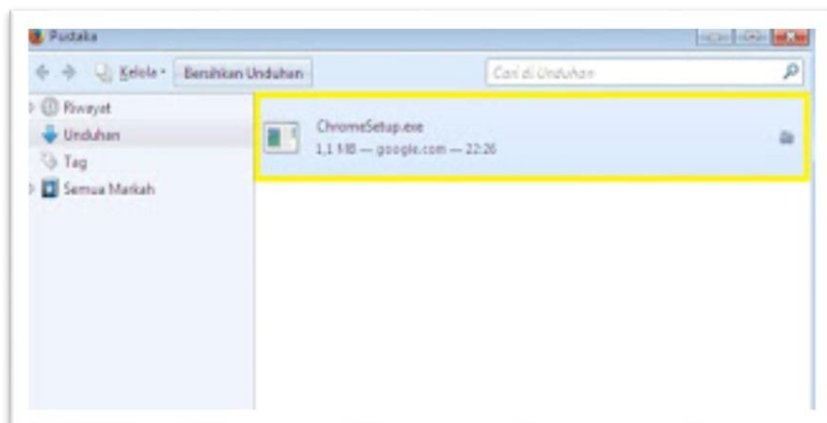 Pustaka
Kelola
Bersihkan Unduhan
Cari di Unduhan
Riwayat
Unduhan
Tag
Semua Markah
ChromeSetup.exe
1,1 MB — google.com — 22:26